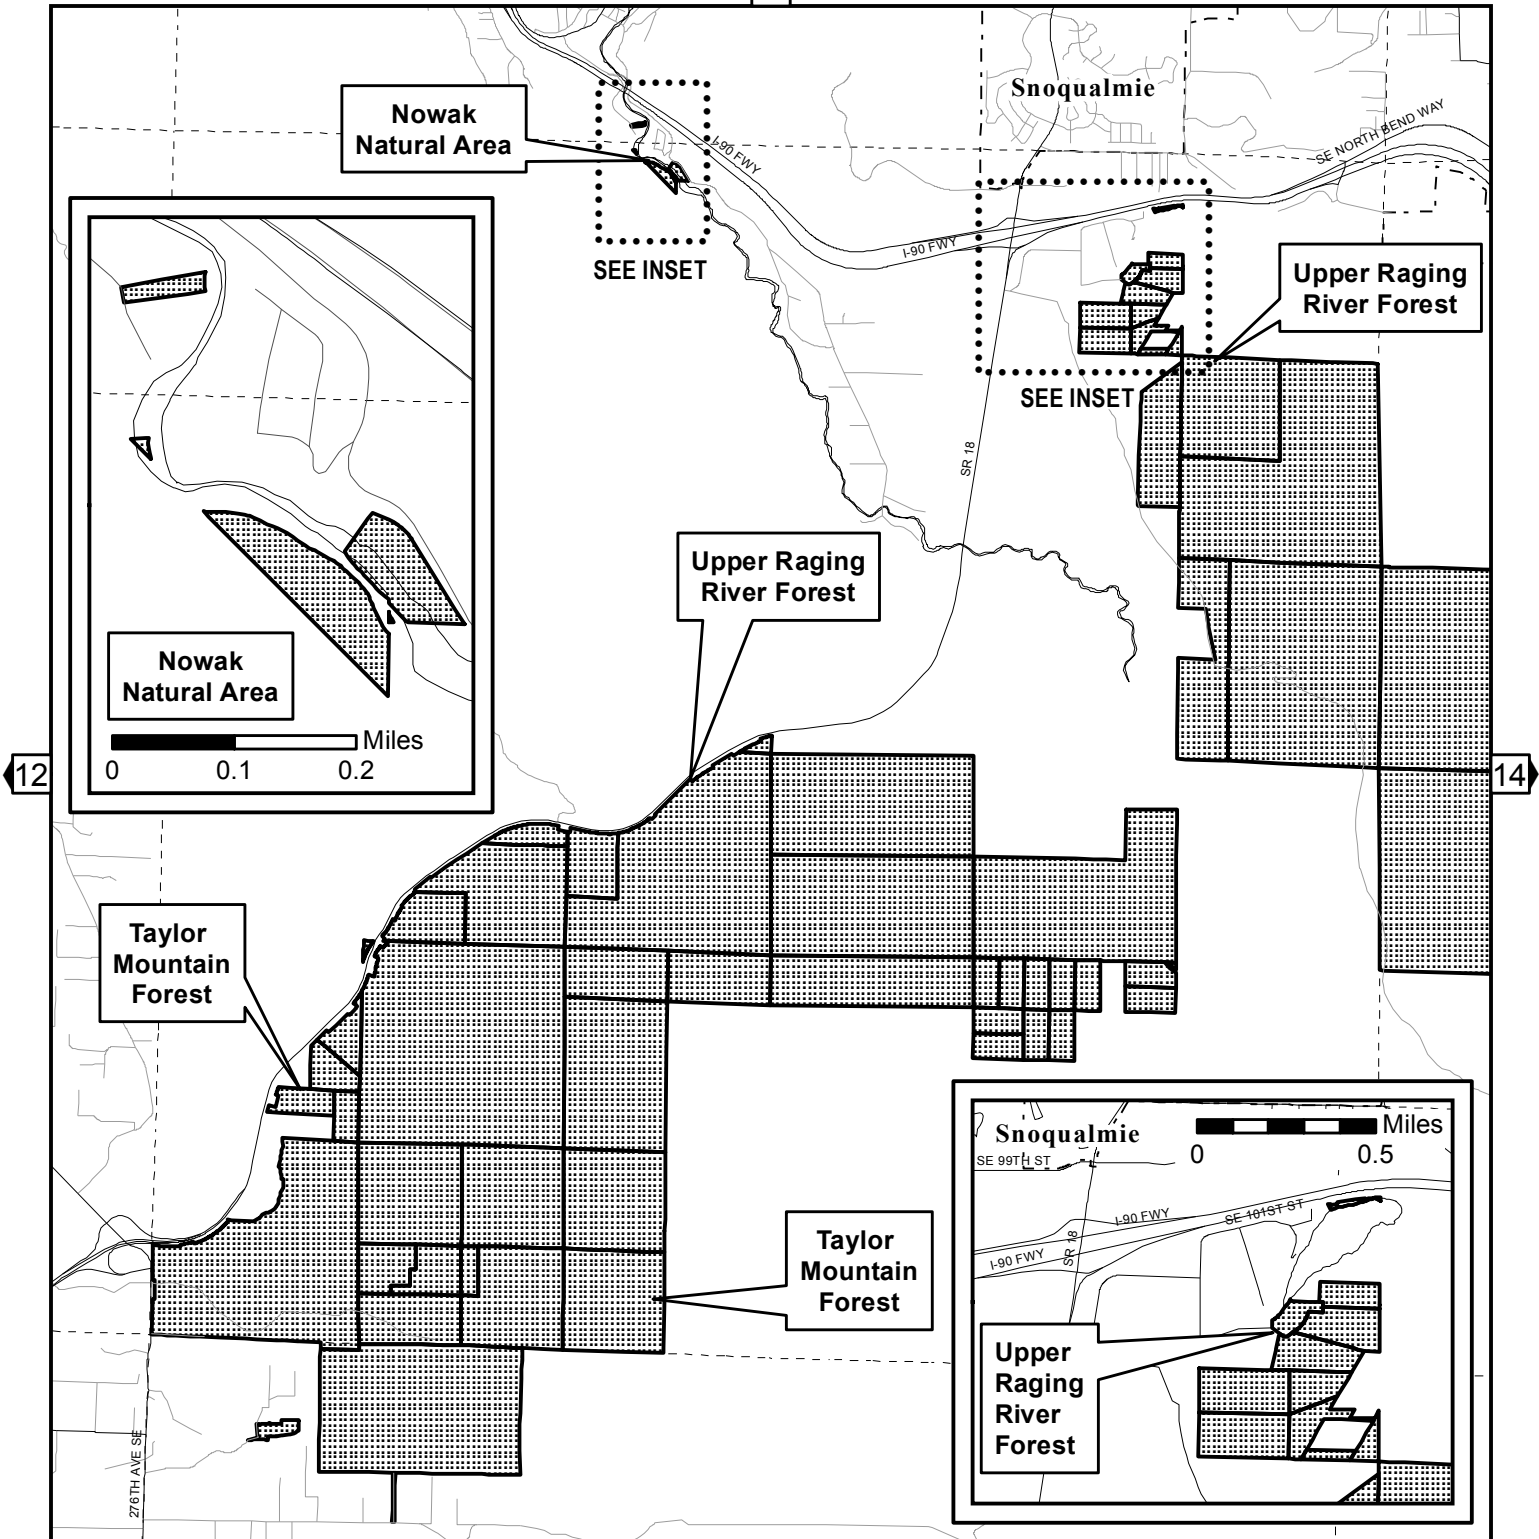 Snoqualmie
Nowak
Natural Area
I-90 FWY
SE NORTH BEND WAY
I-90 FWY
SEE INSET
Upper Raging
River Forest
SEE INSET
SR 18
Upper Raging
River Forest
Nowak
Natural Area
Miles
0 0.1 0.2
12
14
Taylor
Mountain
Forest
Taylor
Mountain
Forest
276TH AVE SE
Snoqualmie
Miles
0 0.5
SE 99TH ST
I-90 FWY
SE 101ST ST
I-90 FWY
SR 18
Upper
Raging
River
Forest